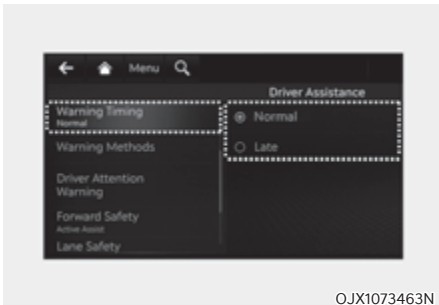 Menu
Driver Assistance
Warning Timing
Normal
Normal
Late
Warning Methods
Driver Attention
Warning
Forward Safety
Active Assist
Lane Safety
OJX1073463N